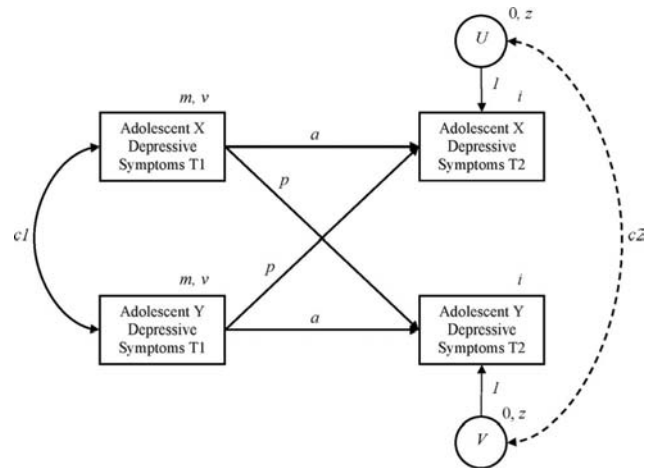 0, z
U
1
m, v
i
Adolescent X
Depressive
Symptoms T1
a
Adolescent X
Depressive
Symptoms T2
p
c1
c2
p
m, v
i
Adolescent Y
Depressive
Symptoms T1
a
Adolescent Y
Depressive
Symptoms T2
1
0, z
V